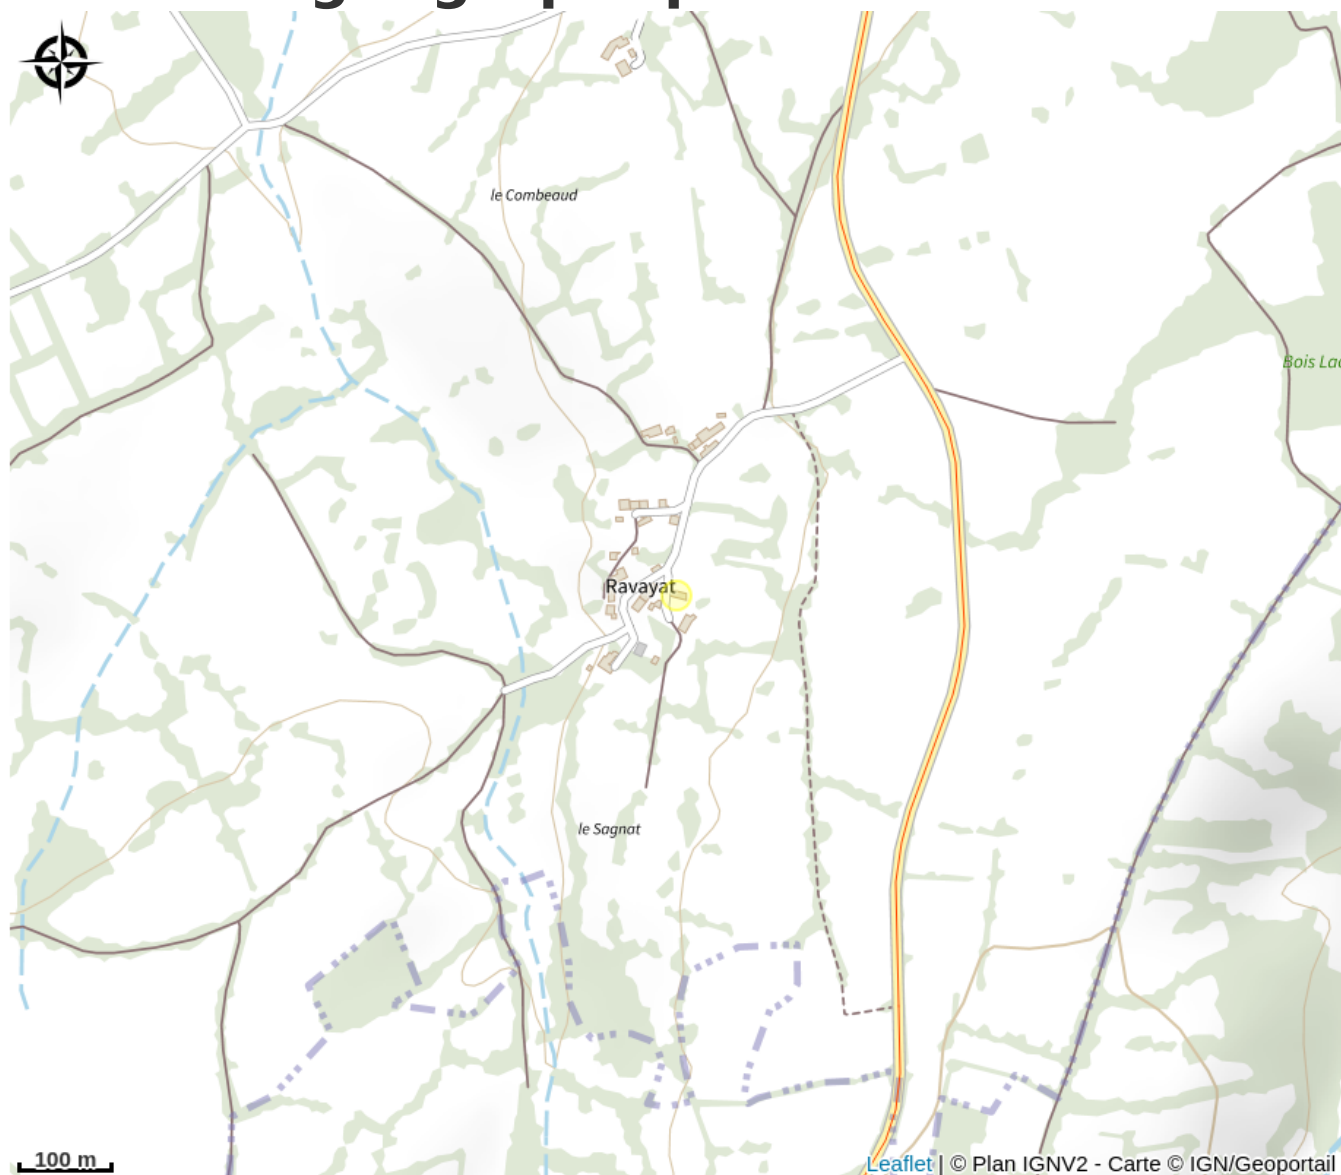 le Combeaud
Bois La
Ravayat
le Sagnat
100 m
Leaflet | © Plan IGNV2 - Carte © IGN/Geoportail